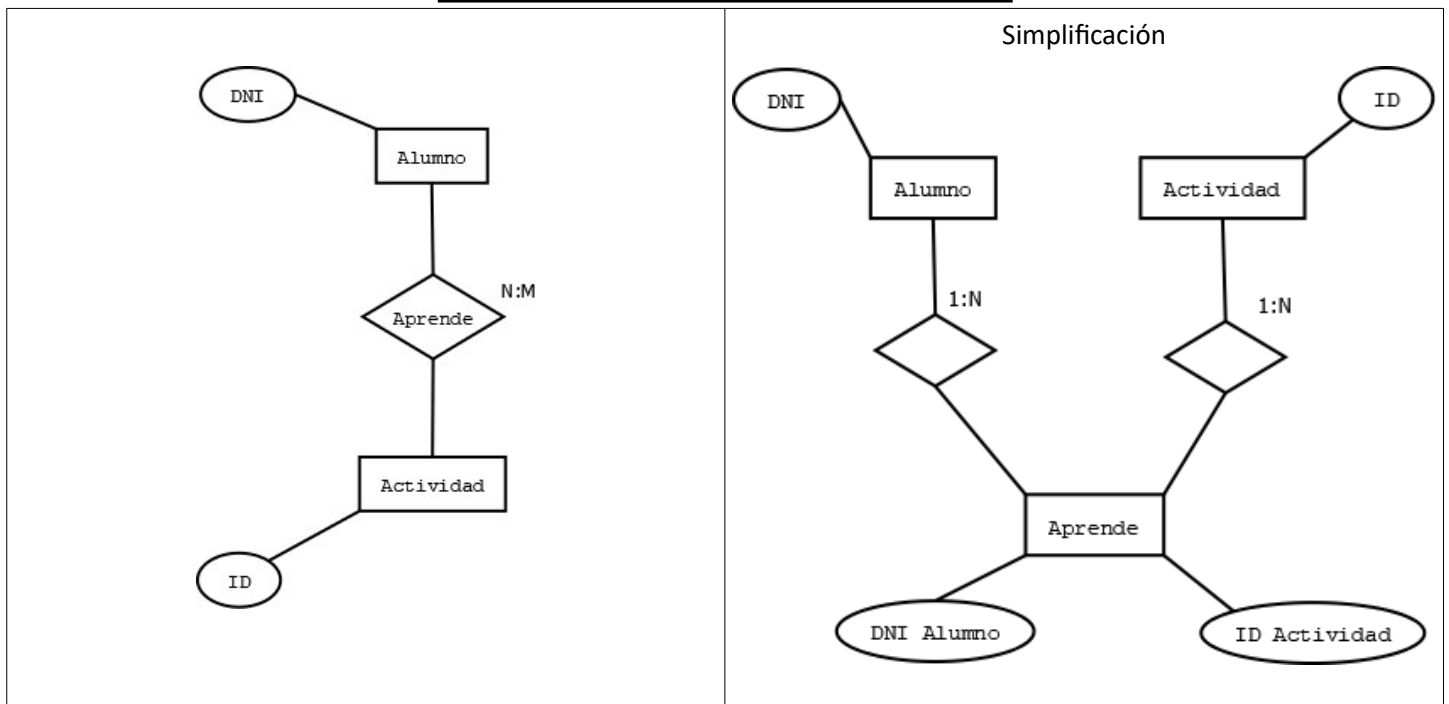 DNI
Alumno
N:M
Aprende
Actividad
ID
Simplificación
DNI
ID
Alumno
Actividad
1:N
1:N
Aprende
DNI Alumno
ID Actividad